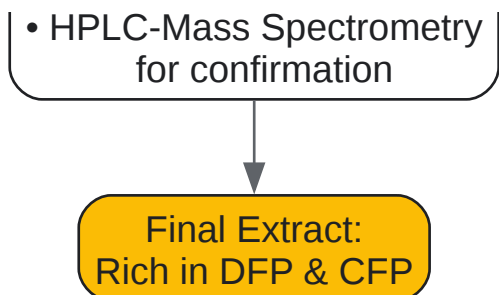 • HPLC-Mass Spectrometry
for confirmation
Final Extract:
Rich in DFP & CFP